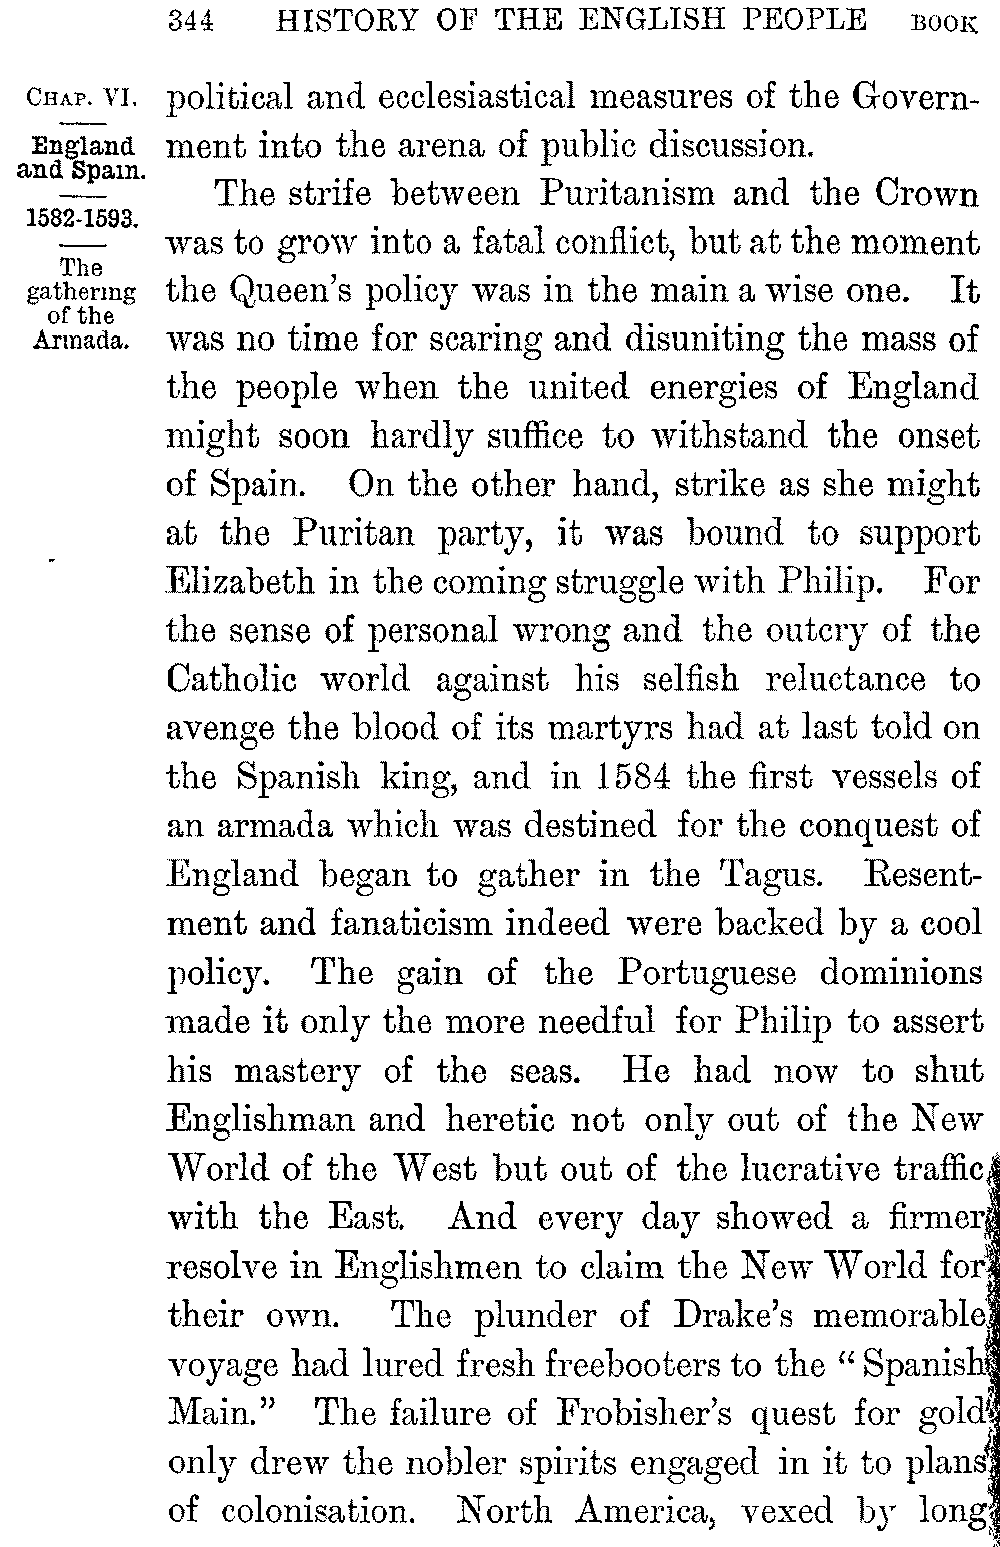 344 HISTORY OF THE ENGLISH PEOPLE BOOK
CHAP. VI.
England
and Spain.
1582-1593.
The
gathering
of the
Armada.
political and ecclesiastical measures of the Govern-
ment into the arena of public discussion.
The strife between Puritanism and the Crown
was to grow into a fatal conflict, but at the moment
the Queen's policy was in the main a wise one. It
was no time for scaring and disuniting the mass of
the people when the united energies of England
might soon hardly suffice to withstand the onset
of Spain. On the other hand, strike as she might
at the Puritan party, it was bound to support
Elizabeth in the coming struggle with Philip. For
the sense of personal wrong and the outcry of the
Catholic world against his selfish reluctance to
avenge the blood of its martyrs had at last told on
the Spanish king, and in 1584 the first vessels of
an armada which was destined for the conquest of
England began to gather in the Tagus. Resent-
ment and fanaticism indeed were backed by a cool
policy. The gain of the Portuguese dominions
made it only the more needful for Philip to assert
his mastery of the seas. He had now to shut
Englishman and heretic not only out of the New
World of the West but out of the lucrative traffic
with the East. And every day showed a firmer
resolve in Englishmen to claim the New World for
their own. The plunder of Drake's memorable
voyage had lured fresh freebooters to the "Spanish
Main." The failure of Frobisher's quest for gold
only drew the nobler spirits engaged in it to plans
of colonisation. North America, vexed by long